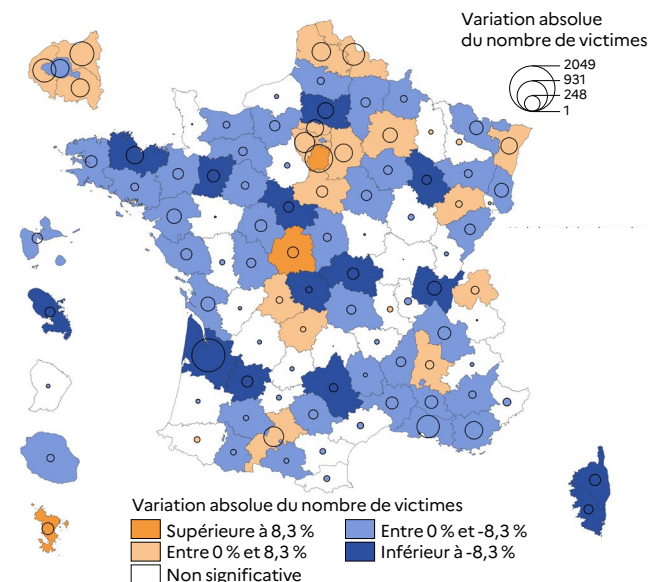 Variation absolue
du nombre de victimes
2049
931
248
1
Variation absolue du nombre de victimes
Supérieure à 8,3 %
Entre 0 % et 8,3 %
Non significative
Entre 0 % et -8,3 %
Inférieur à -8,3 %